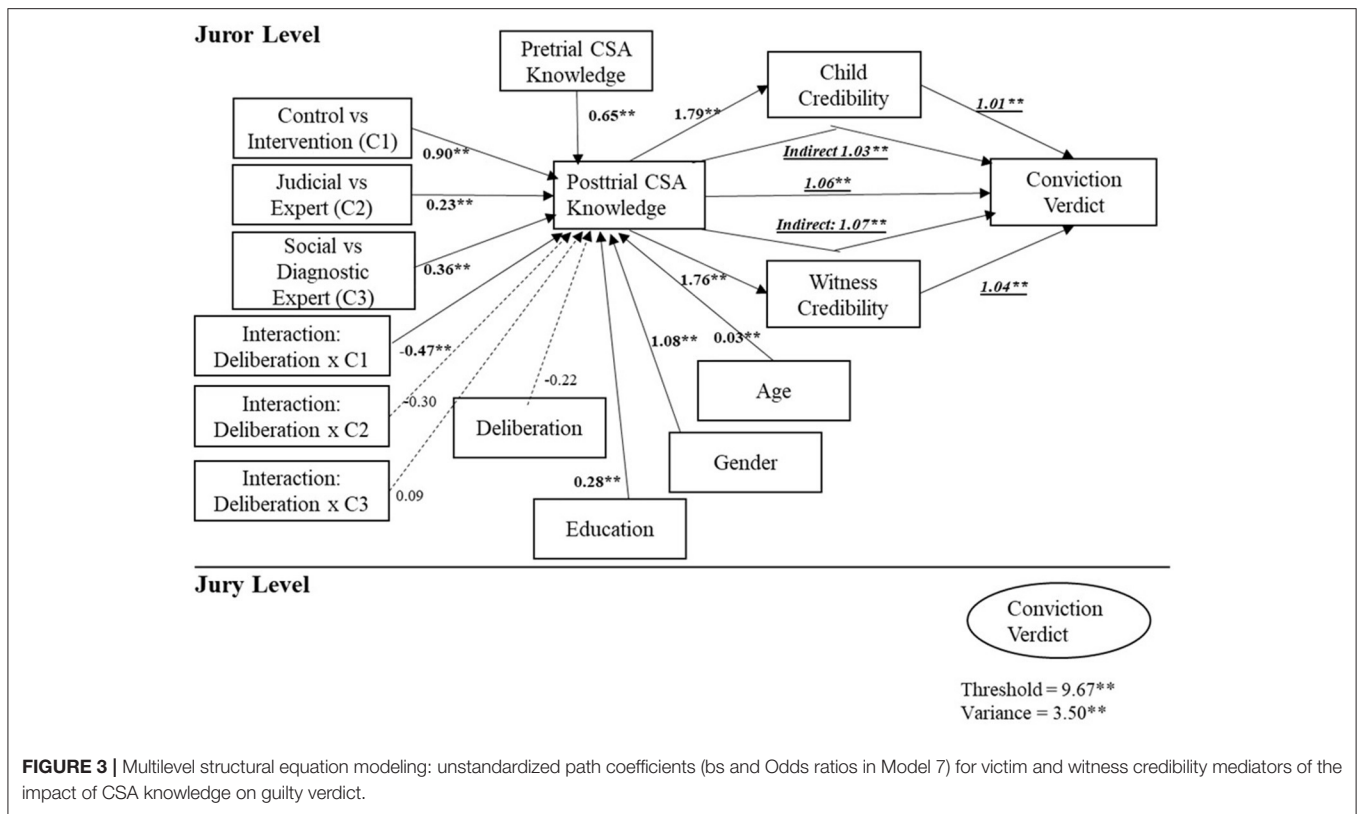 Juror Level
Pretrial CSA
Knowledge
Child
Credibility
Control vs
Intervention (C1)
0.65**
1.79**
1.01**
0.90**
Indirect 1.03**
Judicial vs
Expert (C2)
0.23**
Posttrial CSA
Knowledge
1.06**
Conviction
Verdict
Social vs
Diagnostic
Expert (C3)
0.36**
Indirect: 1.07**
1.76**
Witness
Credibility
1.04**
Interaction:
Deliberation x C1
-0.47**
1.08**
0.03**
Age
Interaction:
Deliberation x C2
-0.30
-0.22
Deliberation
Gender
Interaction:
Deliberation x C3
0.09
0.28**
Education
Jury Level
Conviction
Verdict
Threshold = 9.67**
Variance = 3.50**
FIGURE 3 | Multilevel structural equation modeling: unstandardized path coefficients (bs and Odds ratios in Model 7) for victim and witness credibility mediators of the
impact of CSA knowledge on guilty verdict.